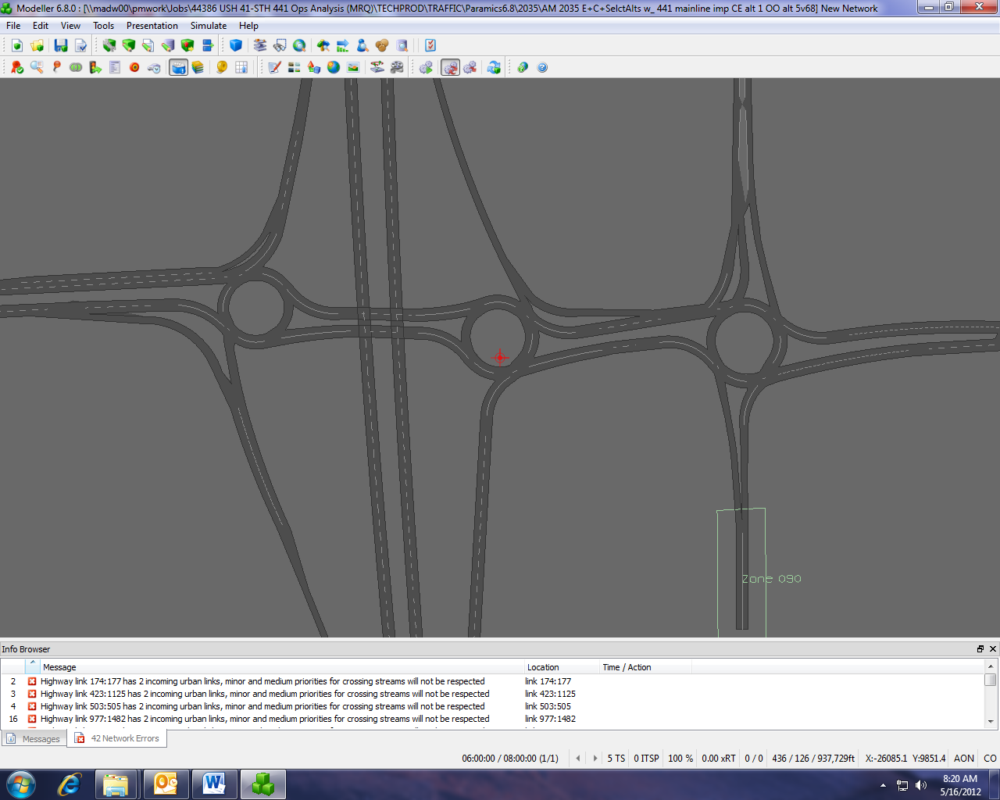 Modeller 6.8.0 : [\\madw00\pmwork\Jobs\44386 USH 41-STH 441 Ops Analysis (MRQ)\TECHPROD\TRAFFIC\Paramics6.8\2035\AM 2035 E+C+SelctAlts w_ 441 mainline imp CE alt 1 OO alt 5v68] New Network
File Edit View Tools Presentation Simulate Help
Zone 090
Info Browser
Message Location Time / Action
2 Highway link 174:177 has 2 incoming urban links, minor and medium priorities for crossing streams will not be respected link 174:177
3 Highway link 423:1125 has 2 incoming urban links, minor and medium priorities for crossing streams will not be respected link 423:1125
4 Highway link 503:505 has 2 incoming urban links, minor and medium priorities for crossing streams will not be respected link 503:505
16 Highway link 977:1482 has 2 incoming urban links, minor and medium priorities for crossing streams will not be respected link 977:1482
Messages 42 Network Errors
06:00:00 / 08:00:00 (1/1) 5 TS 0 ITSP 100 % 0.00 xRT 0 / 0 436 / 126 / 937,729ft X:-26085.1 Y:9851.4 AON CO
8:20 AM
5/16/2012